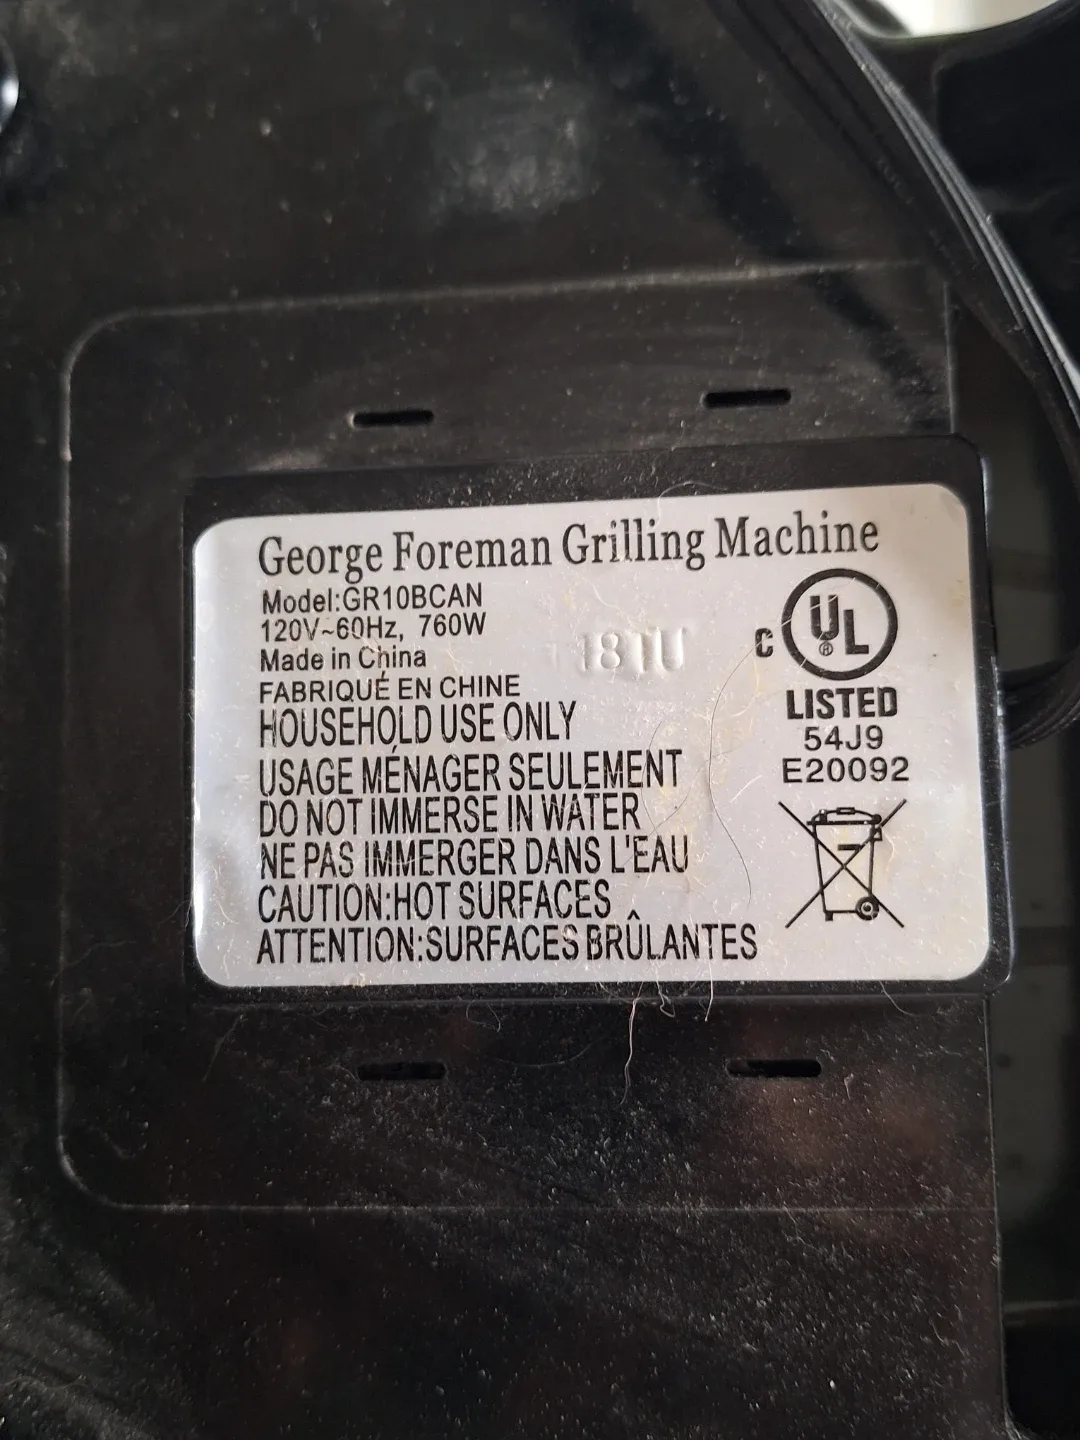 George Foreman Grilling Machine
Model:GR10BCAN
120V~60Hz, 760W
Made in China
FABRIQUÉ EN CHINE
HOUSEHOLD USE ONLY
USAGE MÉNAGER SEULEMENT
DO NOT IMMERSE IN WATER
NE PAS IMMERGER DANS L'EAU
CAUTION:HOT SURFACES
ATTENTION:SURFACES BRÛLANTES
C UL ®
LISTED
54J9
E20092